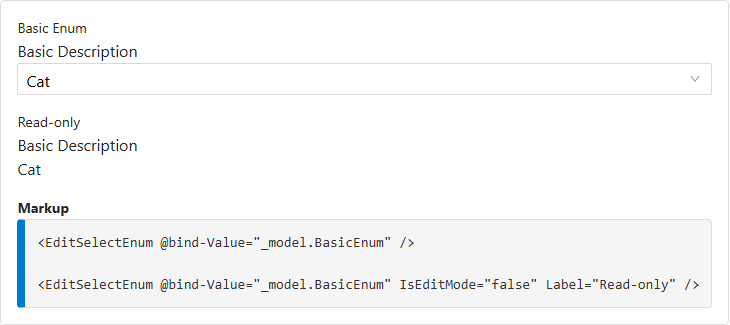 Basic Enum
Basic Description
Cat
Read-only
Basic Description
Cat
Markup
<EditSelectEnum @bind-Value="_model.BasicEnum" />
<EditSelectEnum @bind-Value="_model.BasicEnum" IsEditMode="false" Label="Read-only" />